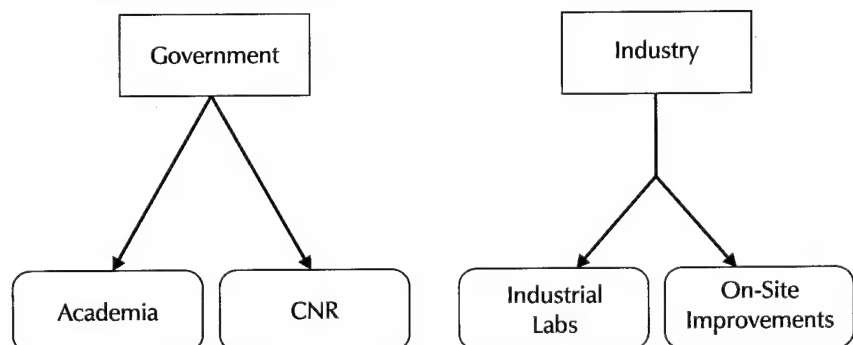 Government
Industry
Academia
CNR
Industrial
Labs
On-Site
Improvements